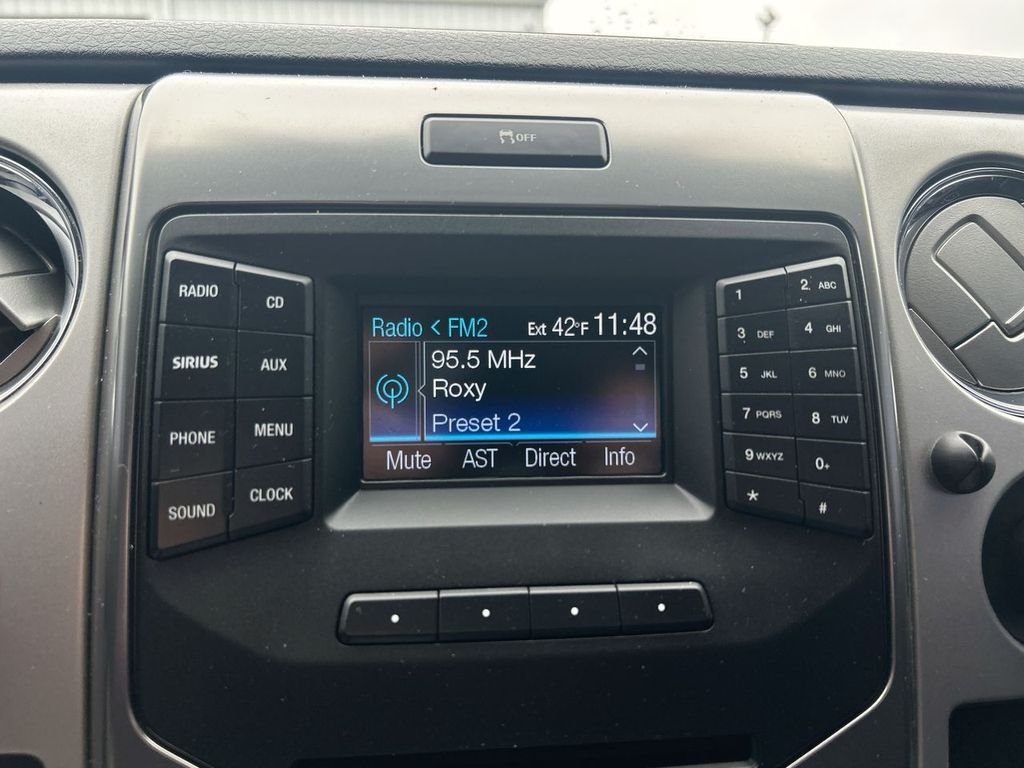 OFF
RADIO
CD
SIRIUS
AUX
PHONE
MENU
SOUND
CLOCK
Radio < FM2 Ext 42°F 11:48
95.5 MHz
Roxy
Preset 2
Mute AST Direct Info
1
2 ABC
3 DEF
4 GHI
5 JKL
6 MNO
7 PQRS
8 TUV
9 WXYZ
0+
*
#